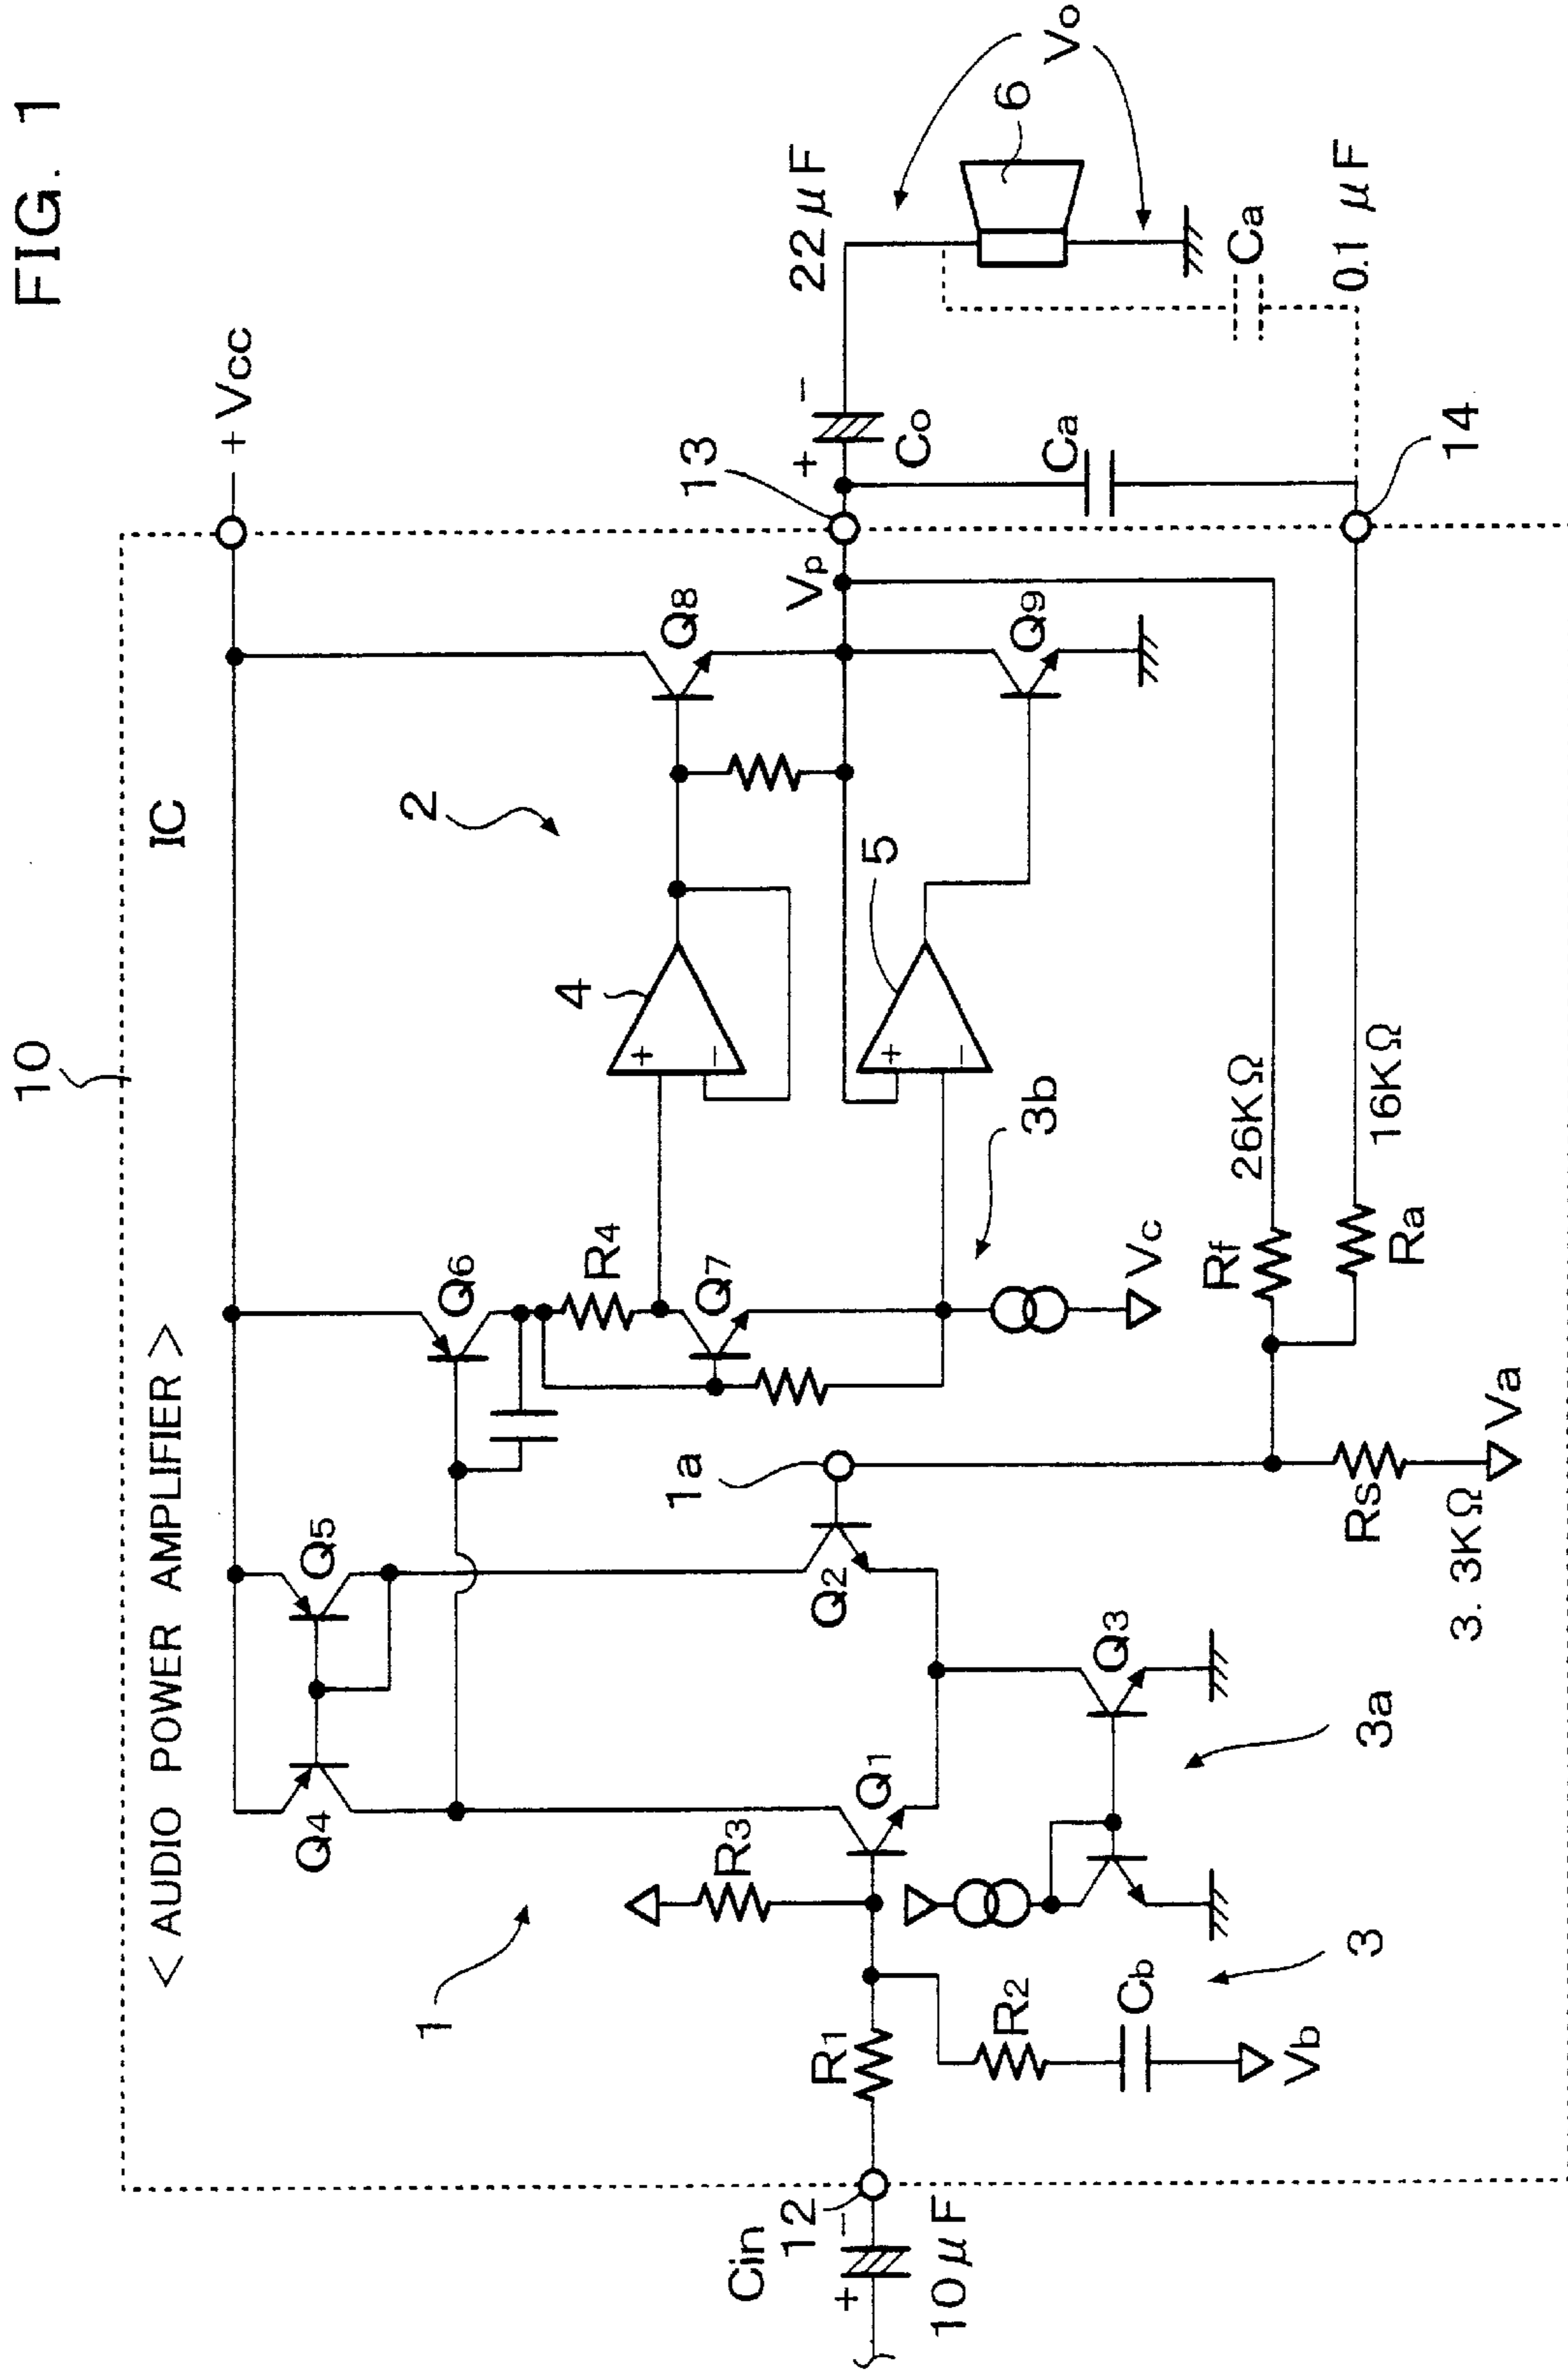 FIG. 1
10
< AUDIO POWER AMPLIFIER >
IC
+Vcc
Q4
Q5
Q6
R4
Q7
4
+
−
2
Q8
13
Vp
+
−
Co
22μF
Vo
6
1
R3
Q1
Q2
1a
5
+
−
Q9
Ca
Ca
0.1μF
Cin
+
−
12
10μF
R1
R2
Cb
Vb
3
3a
Q3
3b
Vc
Rf
26KΩ
Ra
16KΩ
14
Rs
3. 3KΩ
Va